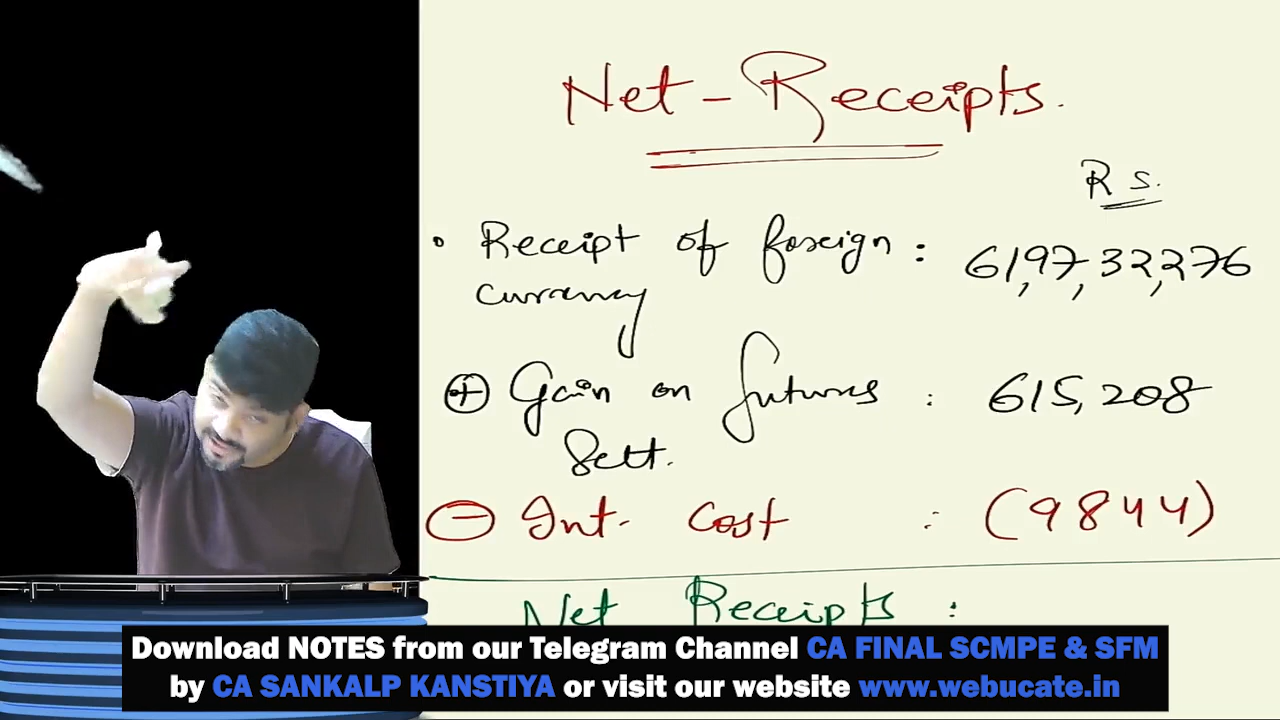 Net - Receipts.
Rs.
• Receipt of foreign : 61,97,32,276
currency
(+) Gain on futures : 615,208
Sett.
(-) Int. cost : (9844)
Net Receipts :
Download NOTES from our Telegram Channel CA FINAL SCMPE & SFM
by CA SANKALP KANSTIYA or visit our website www.webucate.in